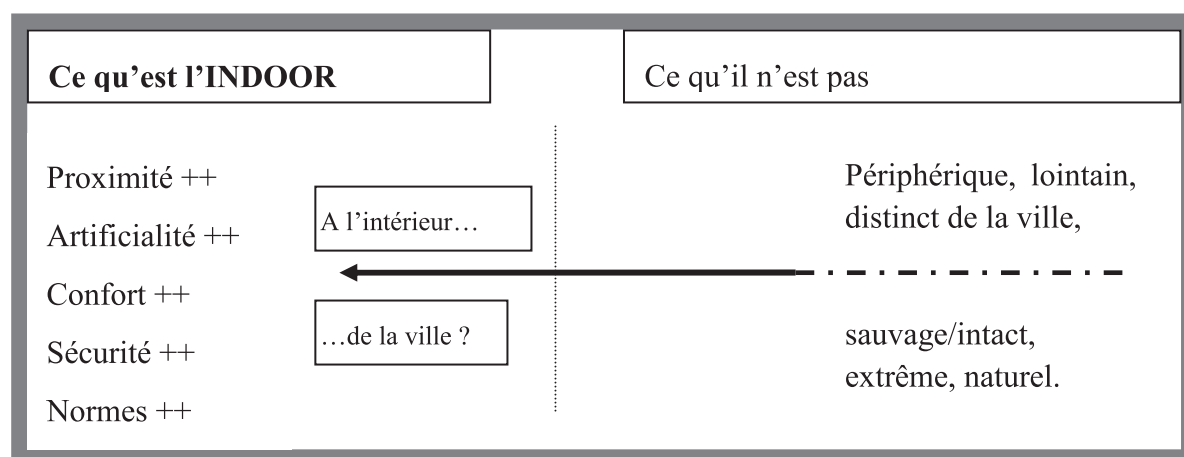 Ce qu’est l’INDOOR
Ce qu’il n’est pas
Proximité ++
Artificialité ++
Confort ++
Sécurité ++
Normes ++
A l’intérieur…
…de la ville ?
Périphérique, lointain,
distinct de la ville,
sauvage/intact,
extrême, naturel.